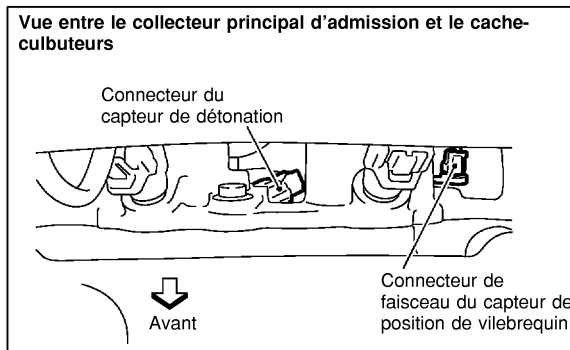 Vue entre le collecteur principal d'admission et le cache-
culbuteurs
Connecteur du
capteur de détonation
Connecteur de
faisceau du capteur de
position de vilebrequin
Avant